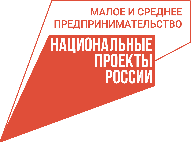 МАЛОЕ И СРЕДНЕЕ
ПРЕДПРИНИМАТЕЛЬСТВО
НАЦИОНАЛЬНЫЕ
ПРОЕКТЫ
РОССИИ